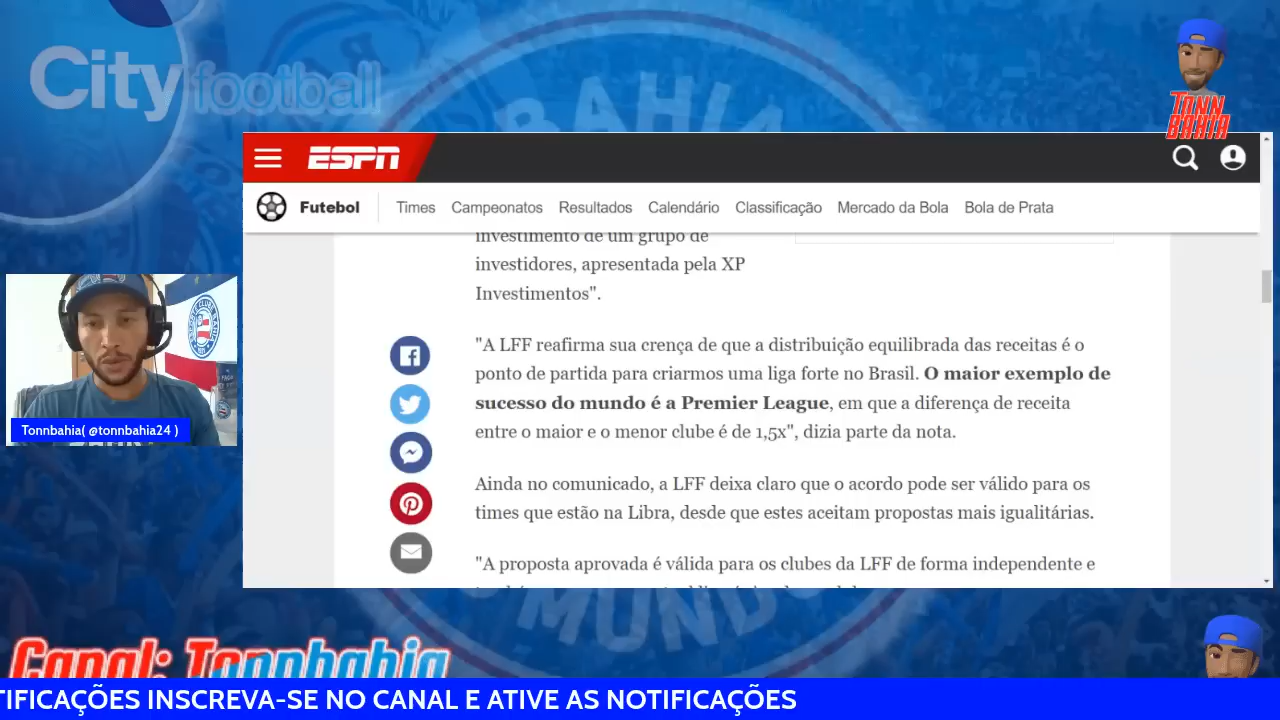 City football
BAHIA
TONN
BAHIA
ESPN
Futebol
Times
Campeonatos
Resultados
Calendário
Classificação
Mercado da Bola
Bola de Prata
investimento de um grupo de
investidores, apresentada pela XP
Investimentos".
"A LFF reafirma sua crença de que a distribuição equilibrada das receitas é o
ponto de partida para criarmos uma liga forte no Brasil. O maior exemplo de
sucesso do mundo é a Premier League, em que a diferença de receita
entre o maior e o menor clube é de 1,5x", dizia parte da nota.
Ainda no comunicado, a LFF deixa claro que o acordo pode ser válido para os
times que estão na Libra, desde que estes aceitam propostas mais igualitárias.
"A proposta aprovada é válida para os clubes da LFF de forma independente e
Tonnbahia( @tonnbahia24 )
MUNDO
Canal: Tonnbahia
TIFICAÇÕES INSCREVA-SE NO CANAL E ATIVE AS NOTIFICAÇÕES